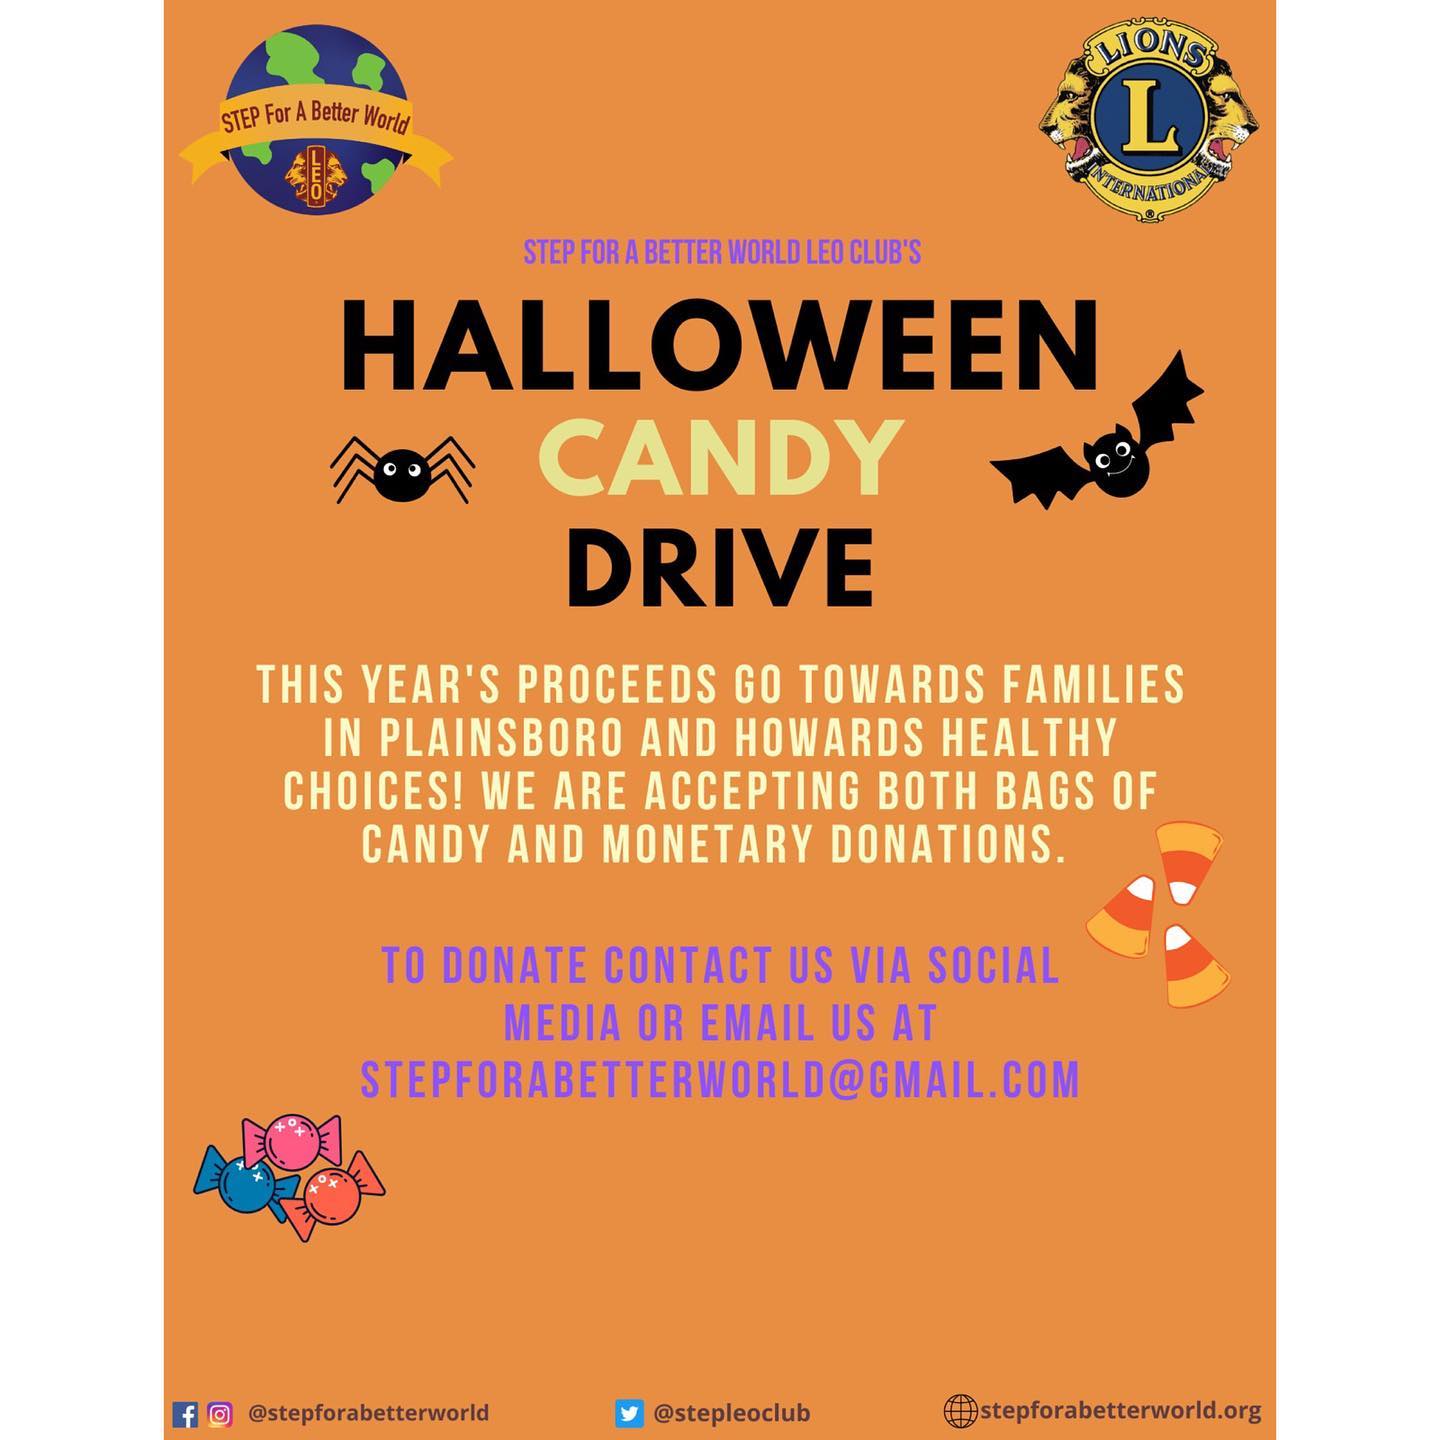 STEP For A Better World
LEO
LIONS
L
INTERNATIONAL
®
STEP FOR A BETTER WORLD LEO CLUB'S
HALLOWEEN
CANDY
DRIVE
THIS YEAR'S PROCEEDS GO TOWARDS FAMILIES
IN PLAINSBORO AND HOWARDS HEALTHY
CHOICES! WE ARE ACCEPTING BOTH BAGS OF
CANDY AND MONETARY DONATIONS.
TO DONATE CONTACT US VIA SOCIAL
MEDIA OR EMAIL US AT
STEPFORABETTERWORLD@GMAIL.COM
@stepforabetterworld
@stepleoclub
stepforabetterworld.org